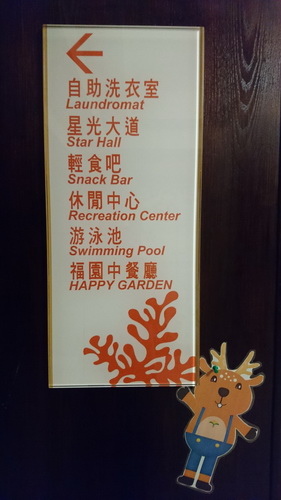 自助洗衣室
Laundromat
星光大道
Star Hall
輕食吧
Snack Bar
休閒中心
Recreation Center
游泳池
Swimming Pool
福園中餐廳
HAPPY GARDEN